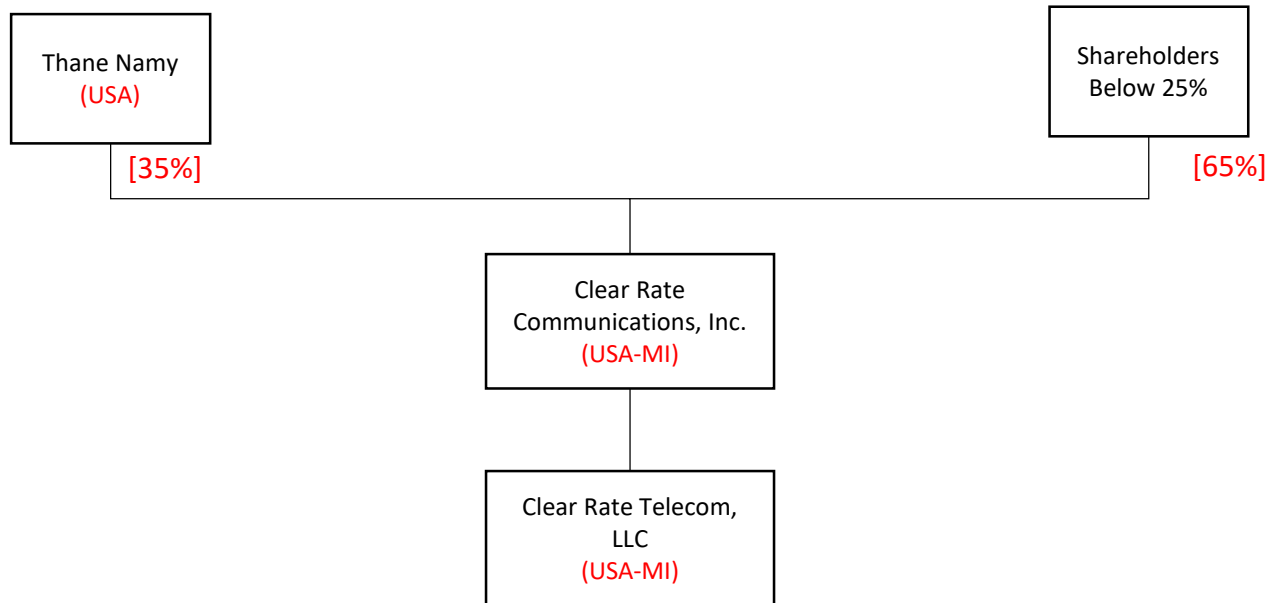 Thane Namy
(USA)
Shareholders
Below 25%
[35%]
[65%]
Clear Rate
Communications, Inc.
(USA-MI)
Clear Rate Telecom,
LLC
(USA-MI)